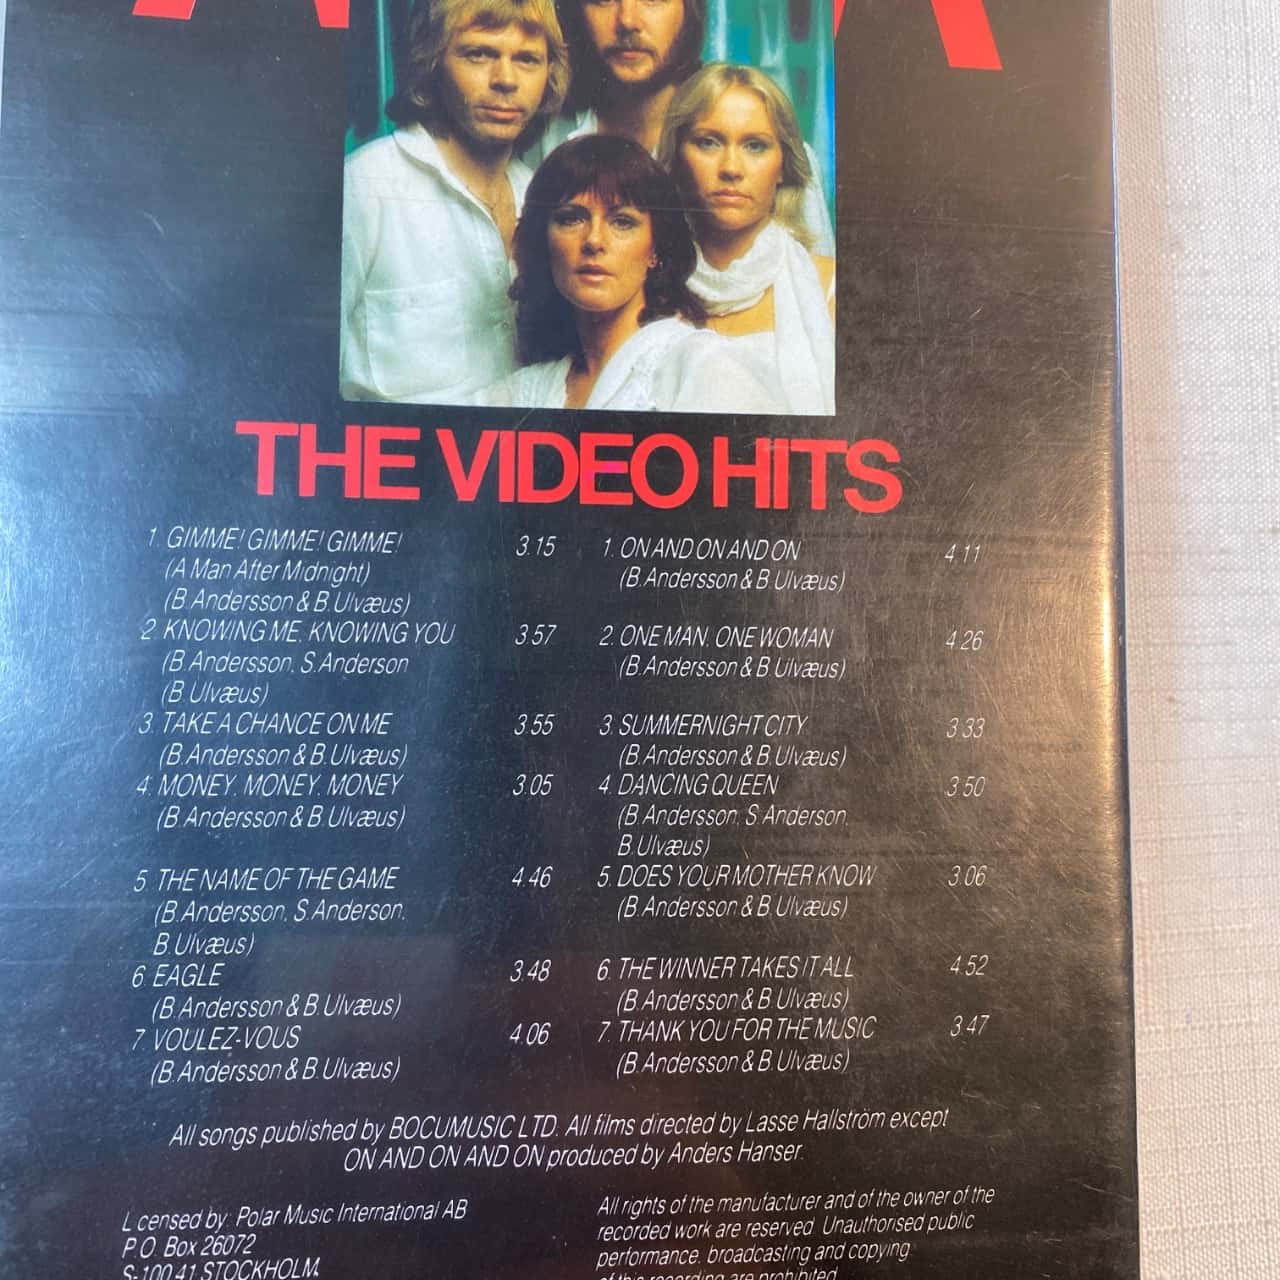 THE VIDEO HITS
1. GIMME! GIMME! GIMME! 3.15
(A Man After Midnight)
(B. Andersson & B. Ulvæus)
2. KNOWING ME, KNOWING YOU 3.57
(B. Andersson, S. Anderson
(B. Ulvæus)
3. TAKE A CHANCE ON ME 3.55
(B. Andersson & B. Ulvæus)
4. MONEY, MONEY, MONEY 3.05
(B. Andersson & B. Ulvæus)
5. THE NAME OF THE GAME 4.46
(B. Andersson, S. Anderson,
B. Ulvæus)
6. EAGLE 3.48
(B. Andersson & B. Ulvæus)
7. VOULEZ-VOUS 4.06
(B. Andersson & B. Ulvæus)
1. ON AND ON AND ON 4.11
(B. Andersson & B. Ulvæus)
2. ONE MAN, ONE WOMAN 4.26
(B. Andersson & B. Ulvæus)
3. SUMMERNIGHT CITY 3.33
(B. Andersson & B. Ulvæus)
4. DANCING QUEEN 3.50
(B. Andersson, S. Anderson,
B. Ulvæus)
5. DOES YOUR MOTHER KNOW 3.06
(B. Andersson & B. Ulvæus)
6. THE WINNER TAKES IT ALL 4.52
(B. Andersson & B. Ulvæus)
7. THANK YOU FOR THE MUSIC 3.47
(B. Andersson & B. Ulvæus)
All songs published by BOCUMUSIC LTD. All films directed by Lasse Hallström except
ON AND ON AND ON produced by Anders Hanser.
Licensed by: Polar Music International AB
P.O. Box 26072
S-100 41 STOCKHOLM
All rights of the manufacturer and of the owner of the
recorded work are reserved. Unauthorised public
performance, broadcasting and copying
of this recording are prohibited